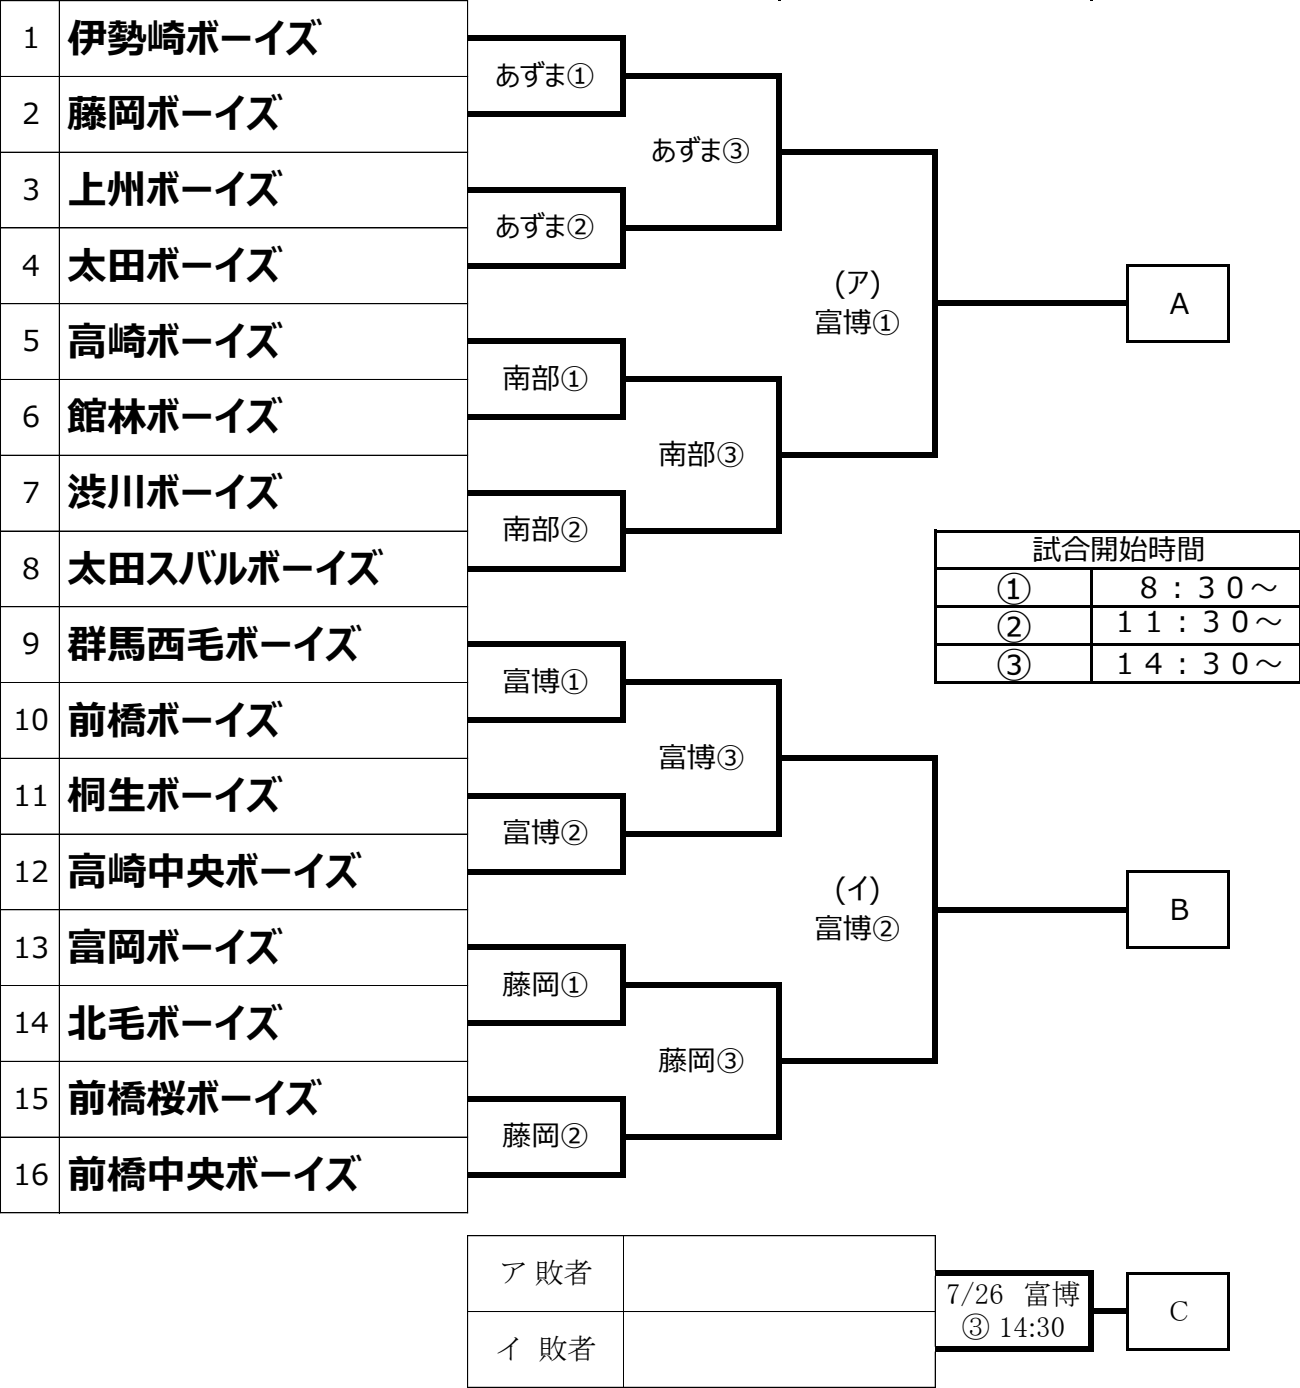 1 伊勢崎ボーイズ
2 藤岡ボーイズ
3 上州ボーイズ
4 太田ボーイズ
5 高崎ボーイズ
6 館林ボーイズ
7 渋川ボーイズ
8 太田スバルボーイズ
9 群馬西毛ボーイズ
10 前橋ボーイズ
11 桐生ボーイズ
12 高崎中央ボーイズ
13 富岡ボーイズ
14 北毛ボーイズ
15 前橋桜ボーイズ
16 前橋中央ボーイズ
あずま①
あずま②
南部①
南部②
富博①
富博②
藤岡①
藤岡②
あずま③
南部③
富博③
藤岡③
(ア)
富博①
(イ)
富博②
A
B
試合開始時間
① 8:30～
② 11:30～
③ 14:30～
ア 敗者
イ 敗者
7/26 富博
③ 14:30
C